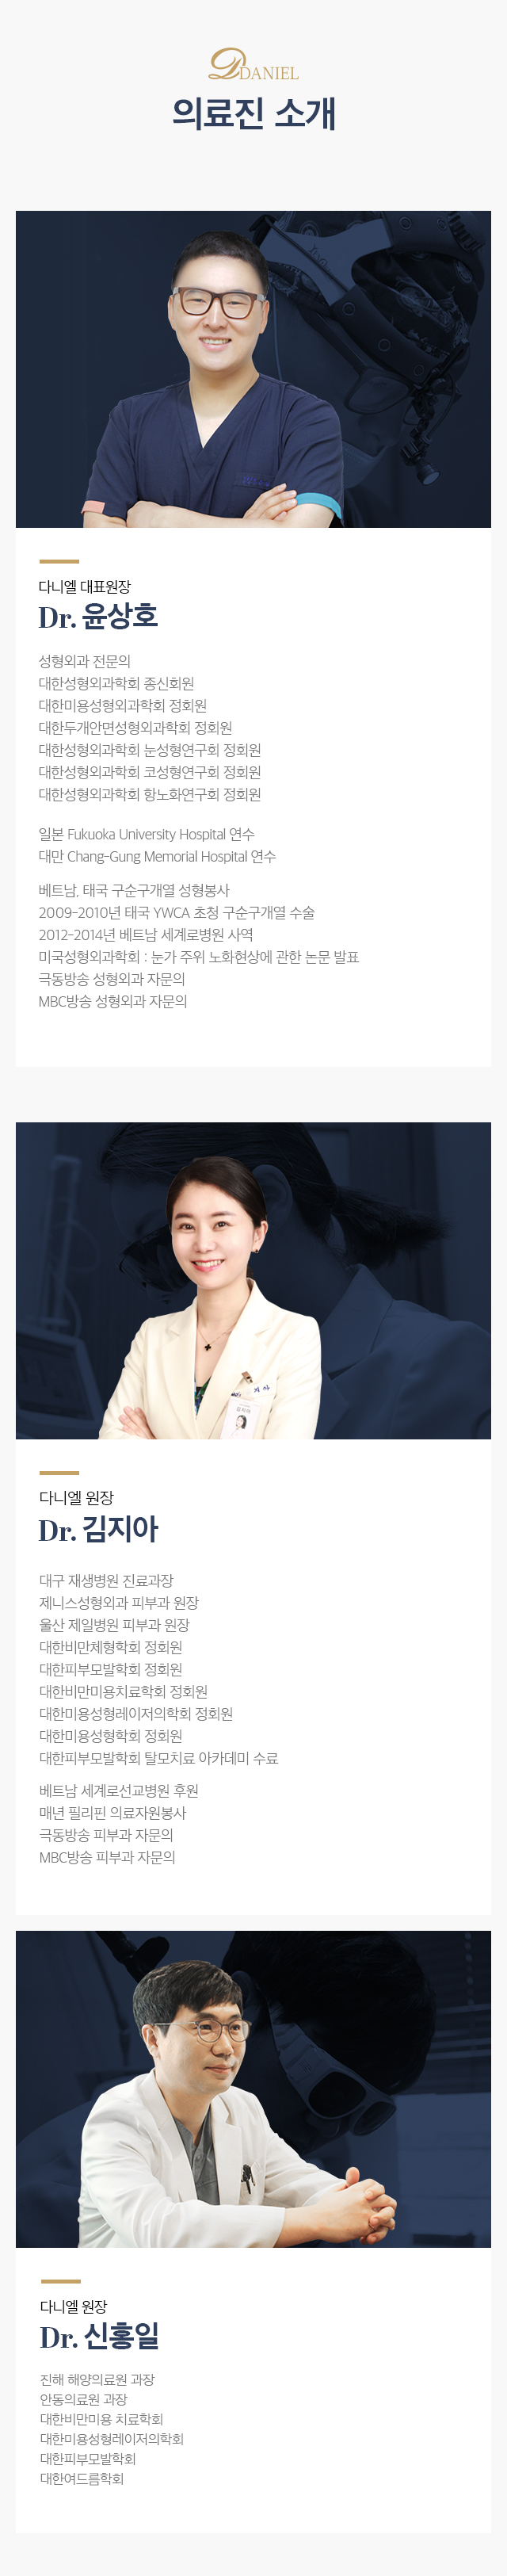 DANIEL
의료진 소개
다니엘 대표원장
Dr. 윤상호
성형외과 전문의
대한성형외과학회 종신회원
대한미용성형외과학회 정회원
대한두개안면성형외과학회 정회원
대한성형외과학회 눈성형연구회 정회원
대한성형외과학회 코성형연구회 정회원
대한성형외과학회 항노화연구회 정회원
일본 Fukuoka University Hospital 연수
대만 Chang-Gung Memorial Hospital 연수
베트남, 태국 구순구개열 성형봉사
2009-2010년 태국 YWCA 초청 구순구개열 수술
2012-2014년 베트남 세계로병원 사역
미국성형외과학회 : 눈가 주위 노화현상에 관한 논문 발표
극동방송 성형외과 자문의
MBC방송 성형외과 자문의
다니엘 원장
Dr. 김지아
대구 재생병원 진료과장
제니스성형외과 피부과 원장
울산 제일병원 피부과 원장
대한비만체형학회 정회원
대한피부모발학회 정회원
대한비만미용치료학회 정회원
대한미용성형레이저의학회 정회원
대한미용성형학회 정회원
대한피부모발학회 탈모치료 아카데미 수료
베트남 세계로선교병원 후원
매년 필리핀 의료자원봉사
극동방송 피부과 자문의
MBC방송 피부과 자문의
다니엘 원장
Dr. 신홍일
진해 해양의료원 과장
안동의료원 과장
대한비만미용 치료학회
대한미용성형레이저의학회
대한피부모발학회
대한여드름학회